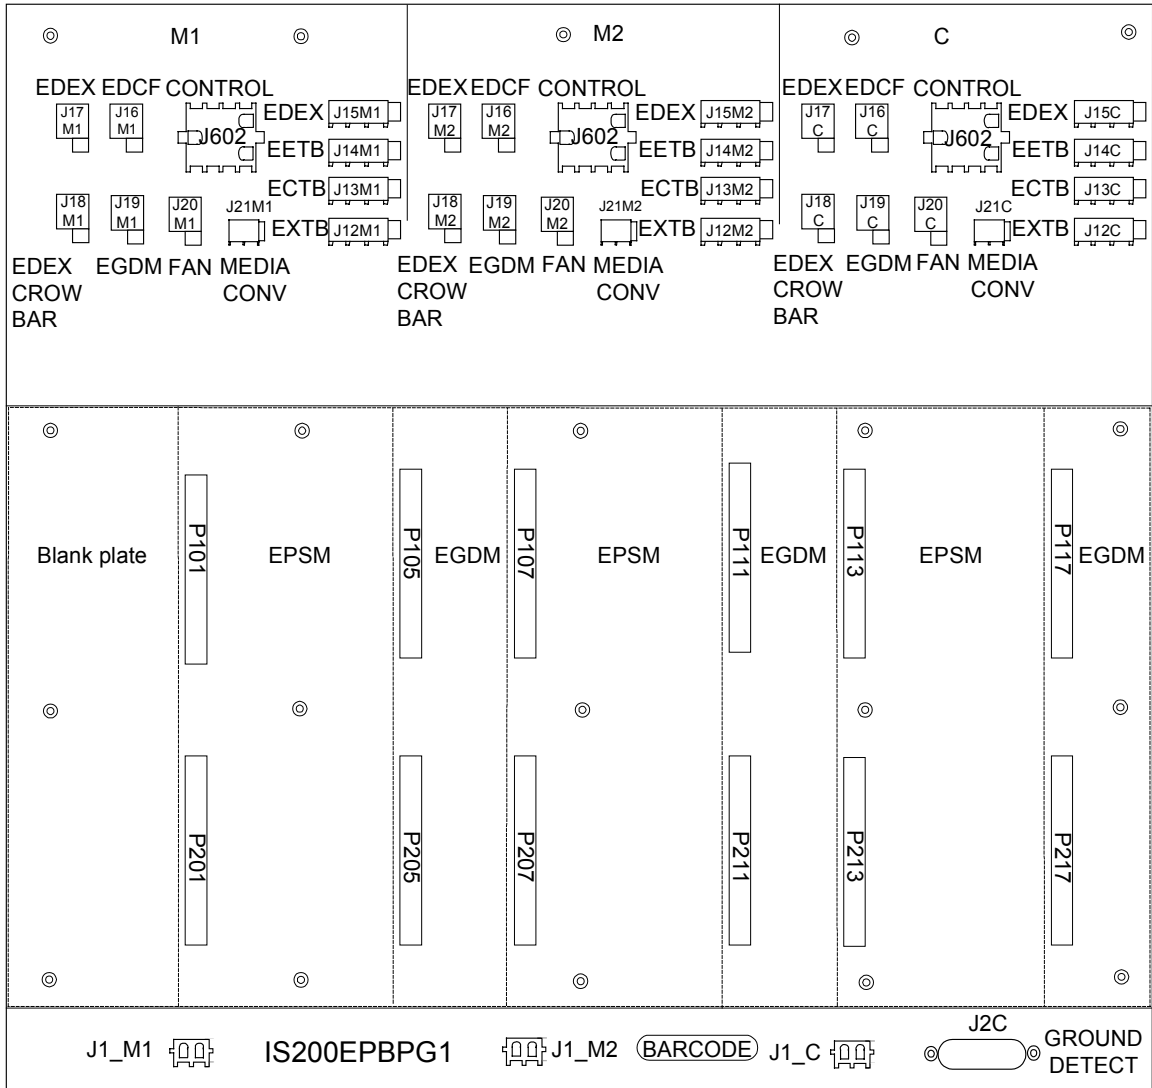 M1
M2
C
EDEX EDCF CONTROL
EDEX EDCF CONTROL
EDEX EDCF CONTROL
J17
M1
J16
M1
J602
EDEX J15M1
EETB J14M1
ECTB J13M1
EXTB J12M1
J18
M1
J19
M1
J20
M1
J21M1
EDEX
CROW
BAR
EGDM
FAN
MEDIA
CONV
J17
M2
J16
M2
J602
EDEX J15M2
EETB J14M2
ECTB J13M2
EXTB J12M2
J18
M2
J19
M2
J20
M2
J21M2
EDEX
CROW
BAR
EGDM
FAN
MEDIA
CONV
J17
C
J16
C
J602
EDEX J15C
EETB J14C
ECTB J13C
EXTB J12C
J18
C
J19
C
J20
C
J21C
EDEX
CROW
BAR
EGDM
FAN
MEDIA
CONV
Blank plate
P101
EPSM
P105
EGDM
P107
EPSM
P111
EGDM
P113
EPSM
P117
EGDM
P201
P205
P207
P211
P213
P217
J1_M1
IS200EPBPG1
J1_M2
BARCODE
J1_C
J2C
GROUND
DETECT